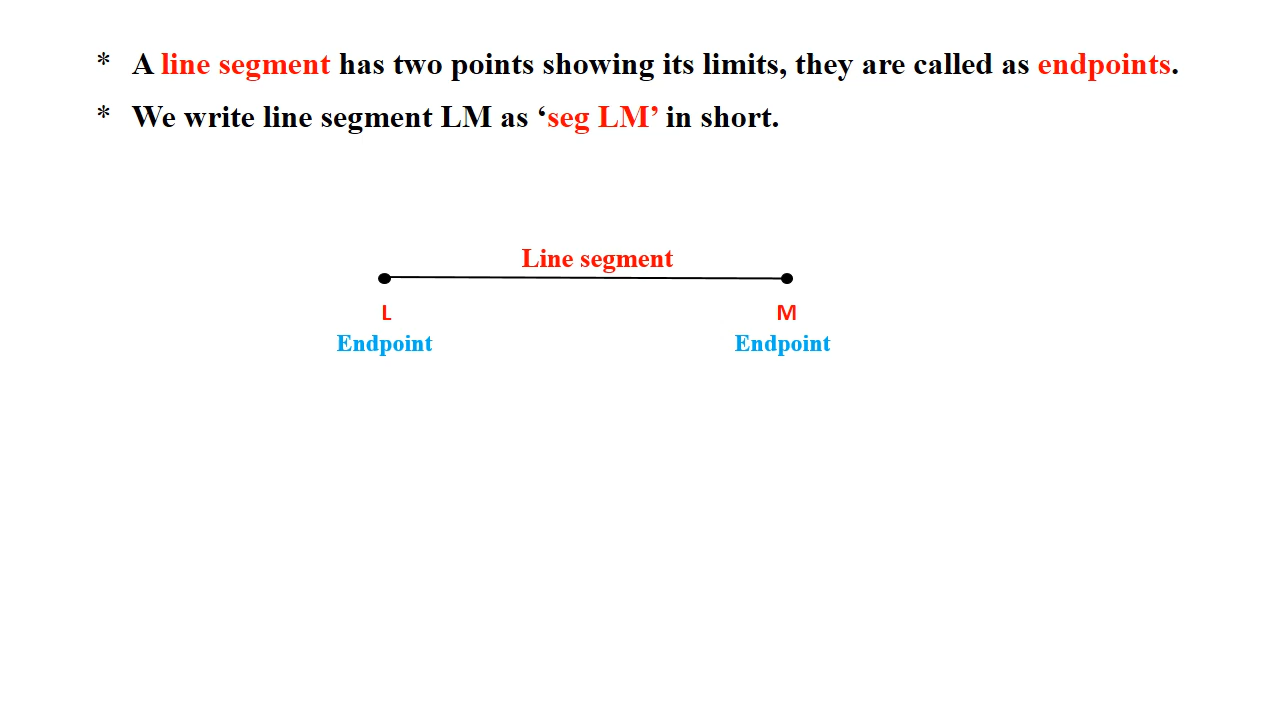 * A line segment has two points showing its limits, they are called as endpoints.
* We write line segment LM as ‘seg LM’ in short.
Line segment
L M
Endpoint Endpoint